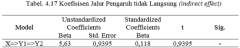 Tabel 4.17 Koefisien Jalur Pengaruh tidak Langsung (indirect effect)
Model Unstandardized Coefficients Standardized Coefficients t Sig.
Beta Std. Error Beta
X=>Y1=>Y2 5,63 0,9395 0,118 0,9395 -